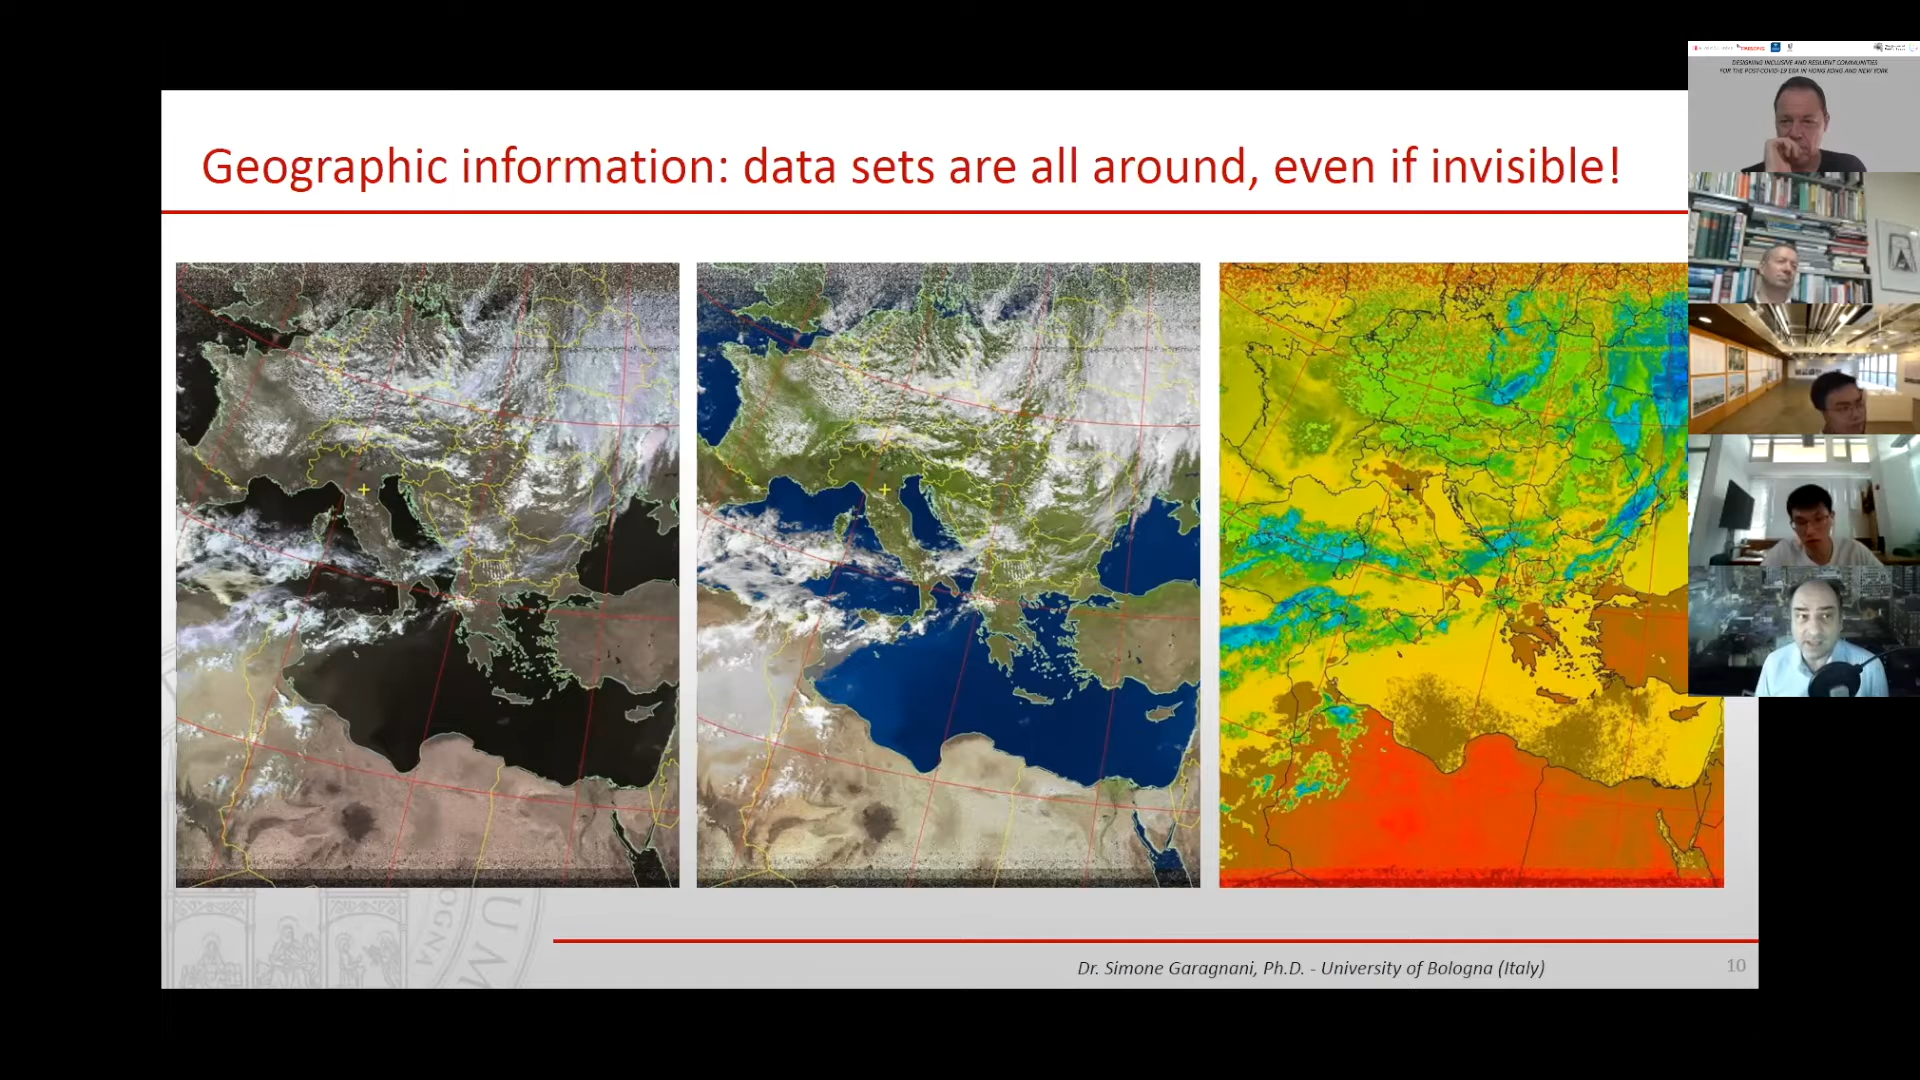 Geographic information: data sets are all around, even if invisible!
DESIGNING INCLUSIVE AND RESILIENT COMMUNITIES
FOR THE POST-COVID-19 ERA IN HONG KONG AND NEW YORK
Dr. Simone Garagnani, Ph.D. - University of Bologna (Italy)
10